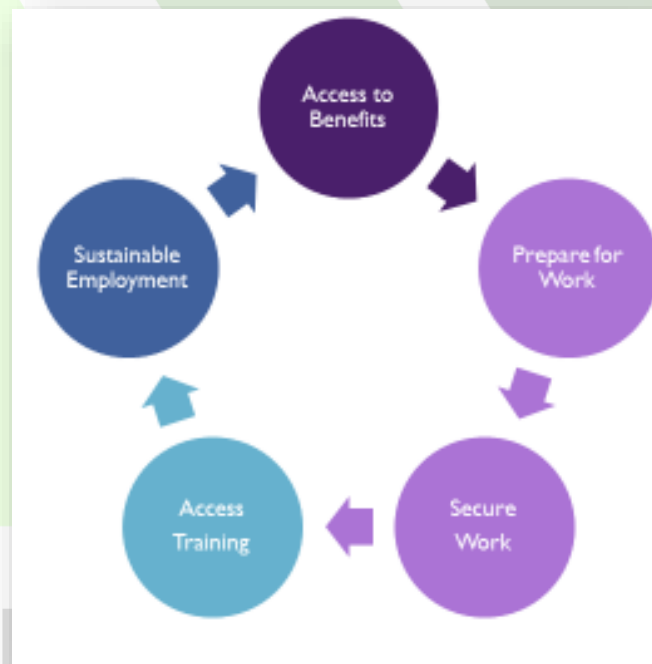 Access to
Benefits
Prepare for
Work
Secure
Work
Access
Training
Sustainable
Employment